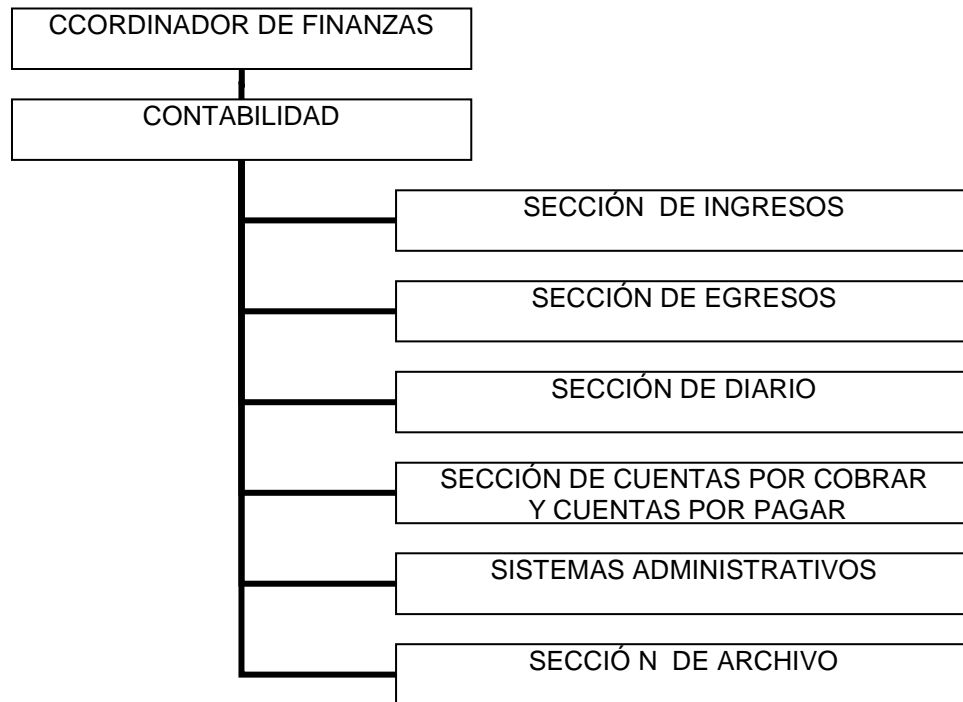 CCORDINADOR DE FINANZAS
CONTABILIDAD
SECCIÓN  DE INGRESOS
SECCIÓN DE EGRESOS
SECCIÓN DE DIARIO
SECCIÓN DE CUENTAS POR COBRAR
Y CUENTAS POR PAGAR
SISTEMAS ADMINISTRATIVOS
SECCIÓ N  DE ARCHIVO